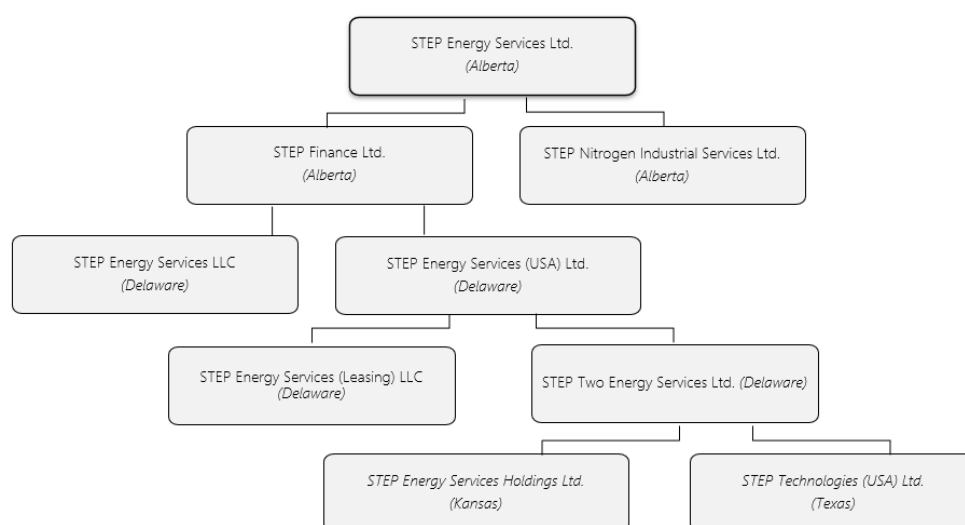 STEP Energy Services Ltd.
(Alberta)
STEP Finance Ltd.
(Alberta)
STEP Nitrogen Industrial Services Ltd.
(Alberta)
STEP Energy Services LLC
(Delaware)
STEP Energy Services (USA) Ltd.
(Delaware)
STEP Energy Services (Leasing) LLC
(Delaware)
STEP Two Energy Services Ltd. (Delaware)
STEP Energy Services Holdings Ltd.
(Kansas)
STEP Technologies (USA) Ltd.
(Texas)